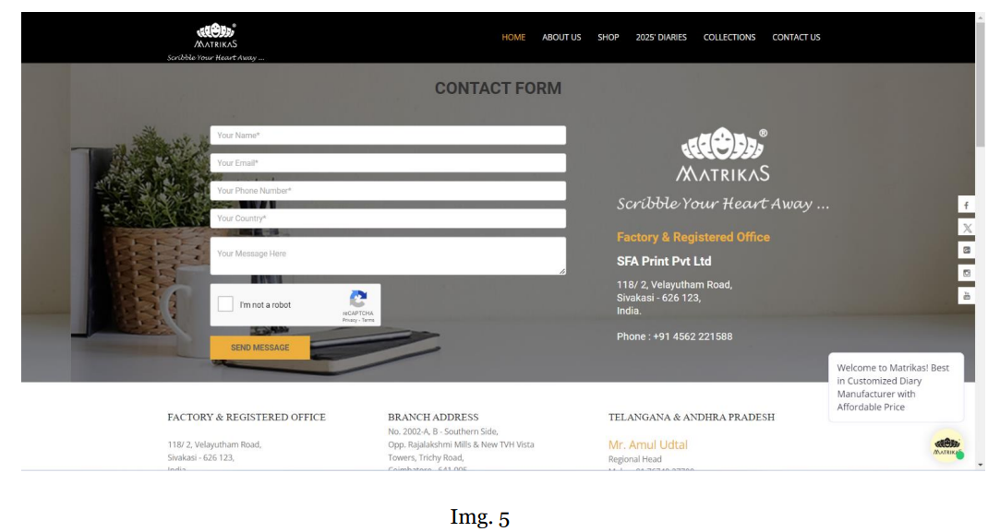 MATRIKAS®
Scribble Your Heart Away ...
HOME ABOUT US SHOP 2025' DIARIES COLLECTIONS CONTACT US
CONTACT FORM
Your Name*
Your Email*
Your Phone Number*
Your Country*
Your Message Here
I'm not a robot
reCAPTCHA
Privacy - Terms
SEND MESSAGE
MATRIKAS®
Scribble Your Heart Away ...
Factory & Registered Office
SFA Print Pvt Ltd
118/ 2, Velayutham Road,
Sivakasi - 626 123,
India.
Phone : +91 4562 221588
Welcome to Matrikas! Best
in Customized Diary
Manufacturer with
Affordable Price
MATRIKAS
FACTORY & REGISTERED OFFICE
118/ 2, Velayutham Road,
Sivakasi - 626 123,
India
BRANCH ADDRESS
No. 2002-A, B - Southern Side,
Opp. Rajalakshmi Mills & New TVH Vista
Towers, Trichy Road,
Coimbatore - 641 005
TELANGANA & ANDHRA PRADESH
Mr. Amul Udtal
Regional Head
Img. 5